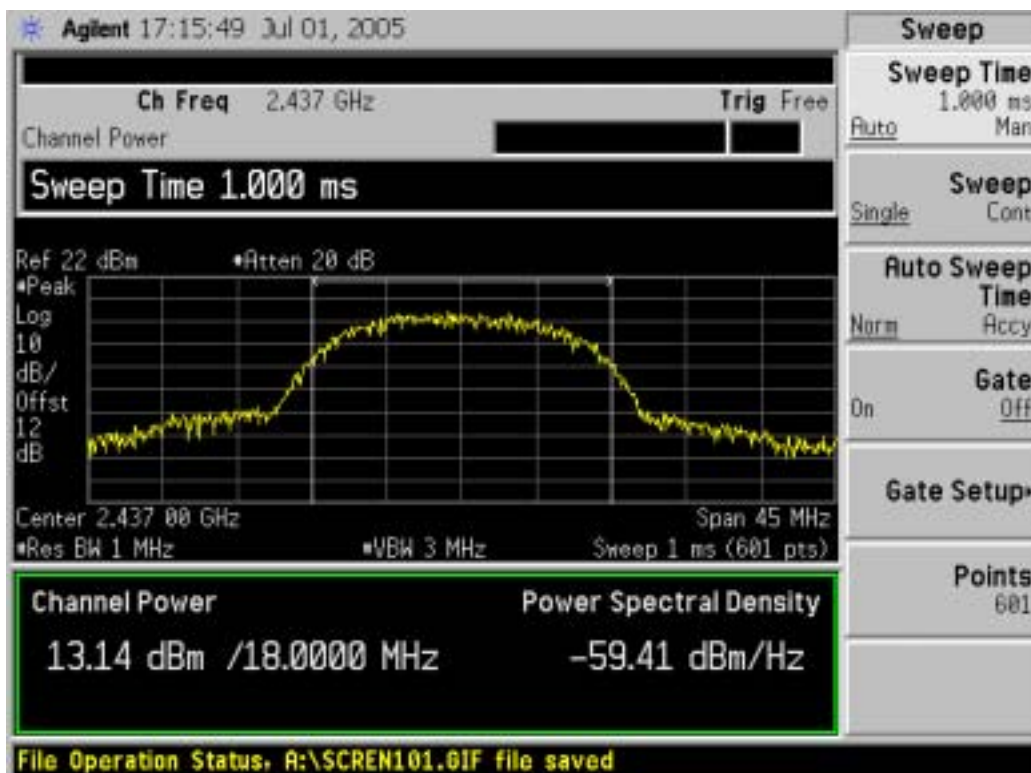 Agilent 17:15:49 Jul 01, 2005
Ch Freq 2.437 GHz Trig Free
Channel Power
Sweep Time 1.000 ms
Ref 22 dBm #Atten 20 dB
#Peak
Log
10
dB/
Offst
12
dB
Center 2.437 00 GHz Span 45 MHz
#Res BW 1 MHz #VBW 3 MHz Sweep 1 ms (601 pts)
Channel Power Power Spectral Density
13.14 dBm /18.0000 MHz -59.41 dBm/Hz
File Operation Status, A:\SCREN101.GIF file saved
Sweep
Sweep Time
1.000 ms
Auto Man
Sweep
Single Cont
Auto Sweep
Time
Norm Accy
Gate
On Off
Gate Setup
Points
601